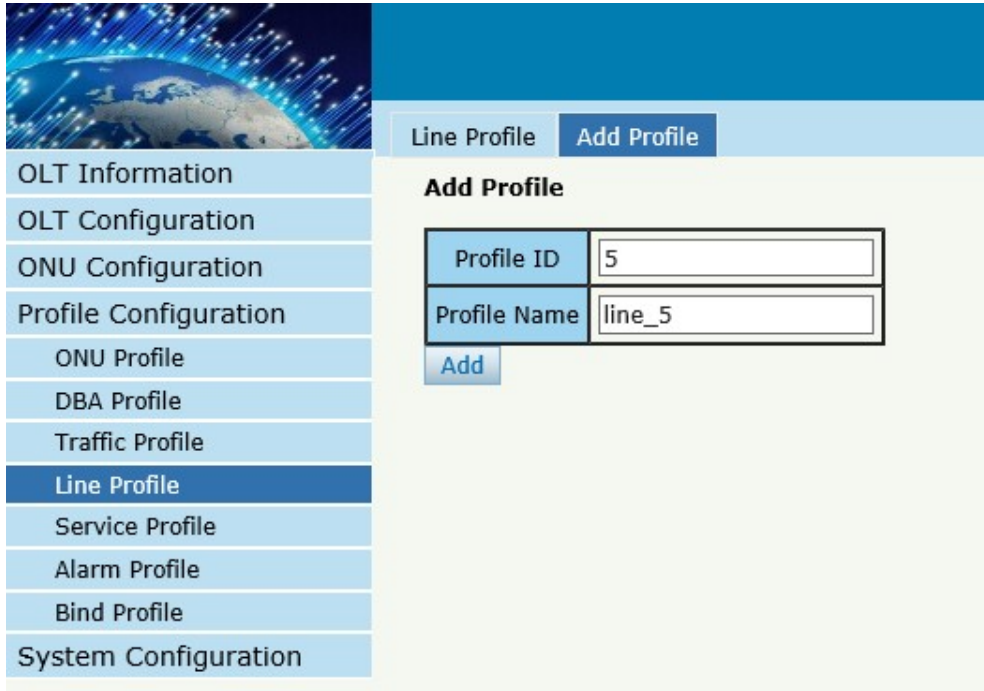 OLT Information
OLT Configuration
ONU Configuration
Profile Configuration
ONU Profile
DBA Profile
Traffic Profile
Line Profile
Service Profile
Alarm Profile
Bind Profile
System Configuration
Line Profile Add Profile
Add Profile
Profile ID 5
Profile Name line_5
Add